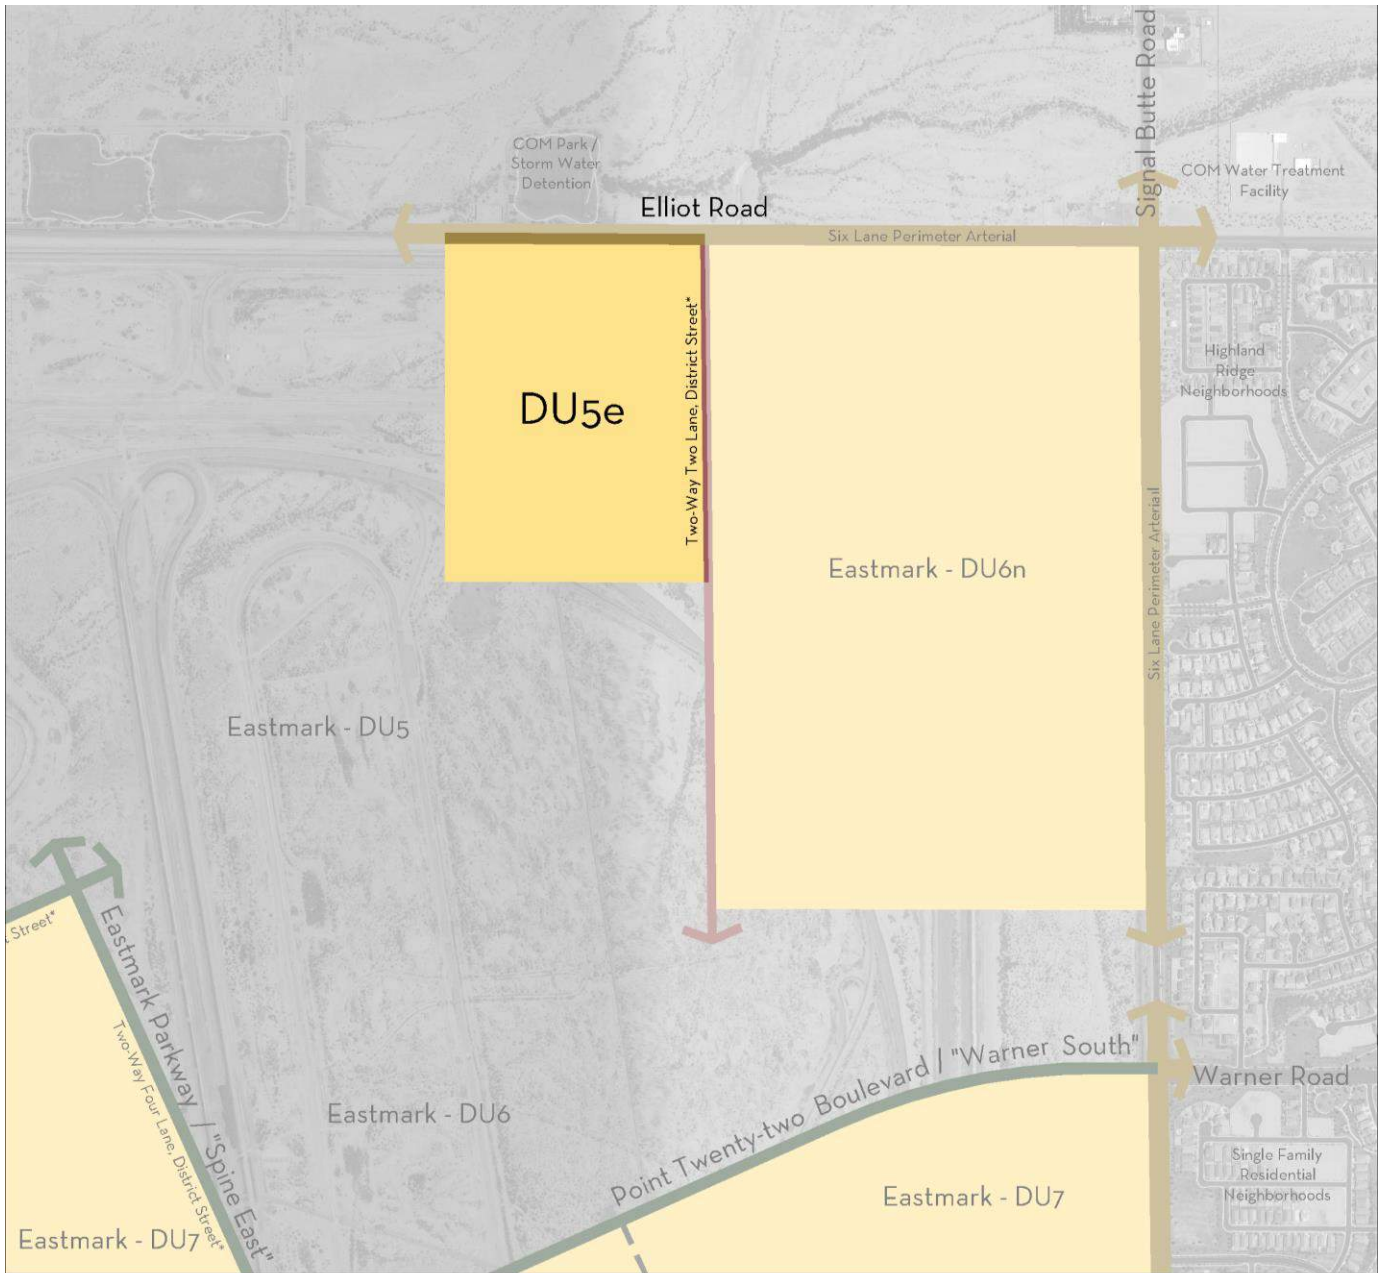 Signal Butte Road
COM Park /
Storm Water
Detention
COM Water Treatment
Facility
Elliot Road
Six Lane Perimeter Arterial
Two-Way Two Lane, District Street*
DU5e
Highland
Ridge
Neighborhoods
Eastmark - DU6n
Six Lane Perimeter Arterial
Eastmark - DU5
t Street*
Eastmark Parkway / "Spine East"
Two-Way Four Lane, District Street*
Point Twenty-two Boulevard / "Warner South"
Warner Road
Eastmark - DU6
Single Family
Residential
Neighborhoods
Eastmark - DU7
Eastmark - DU7